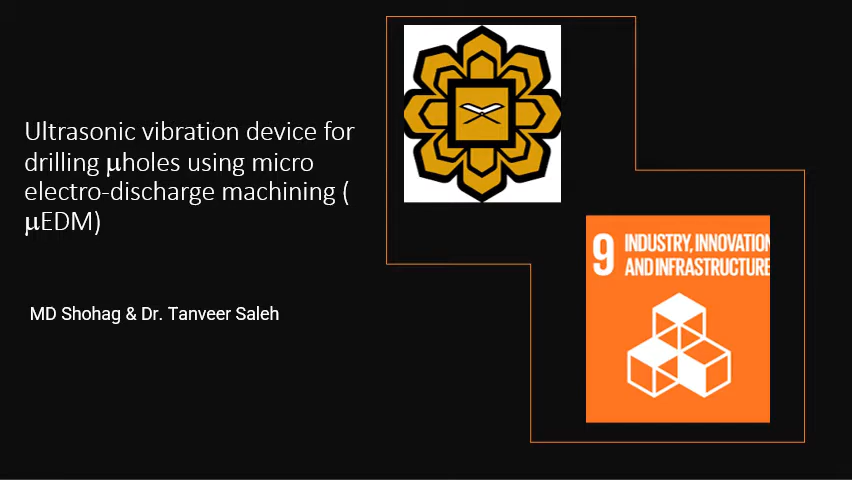 Ultrasonic vibration device for
drilling µholes using micro
electro-discharge machining (
µEDM)
MD Shohag & Dr. Tanveer Saleh
9 INDUSTRY, INNOVATION
AND INFRASTRUCTURE